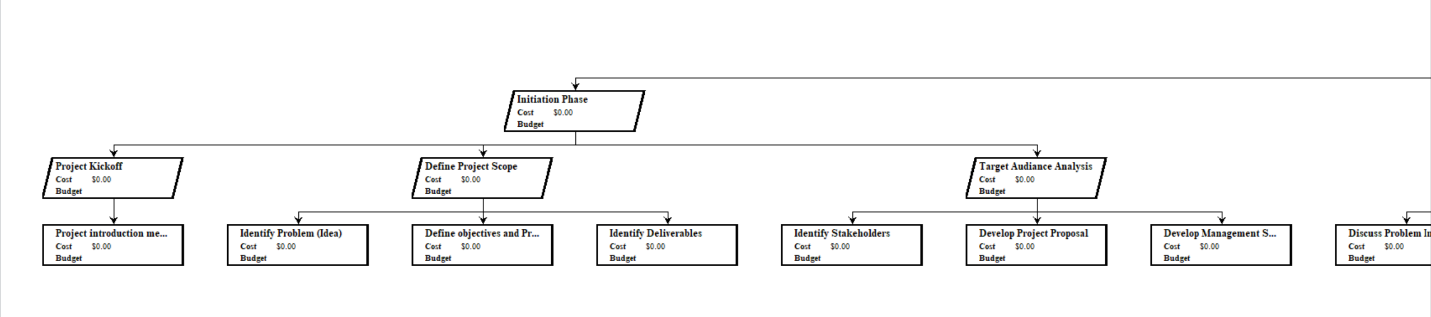 Initiation Phase
Cost $0.00
Budget
Project Kickoff
Cost $0.00
Budget
Define Project Scope
Cost $0.00
Budget
Target Audiance Analysis
Cost $0.00
Budget
Project introduction me...
Cost $0.00
Budget
Identify Problem (Idea)
Cost $0.00
Budget
Define objectives and Pr...
Cost $0.00
Budget
Identify Deliverables
Cost $0.00
Budget
Identify Stakeholders
Cost $0.00
Budget
Develop Project Proposal
Cost $0.00
Budget
Develop Management S...
Cost $0.00
Budget
Discuss Problem
Cost $0.00
Budget